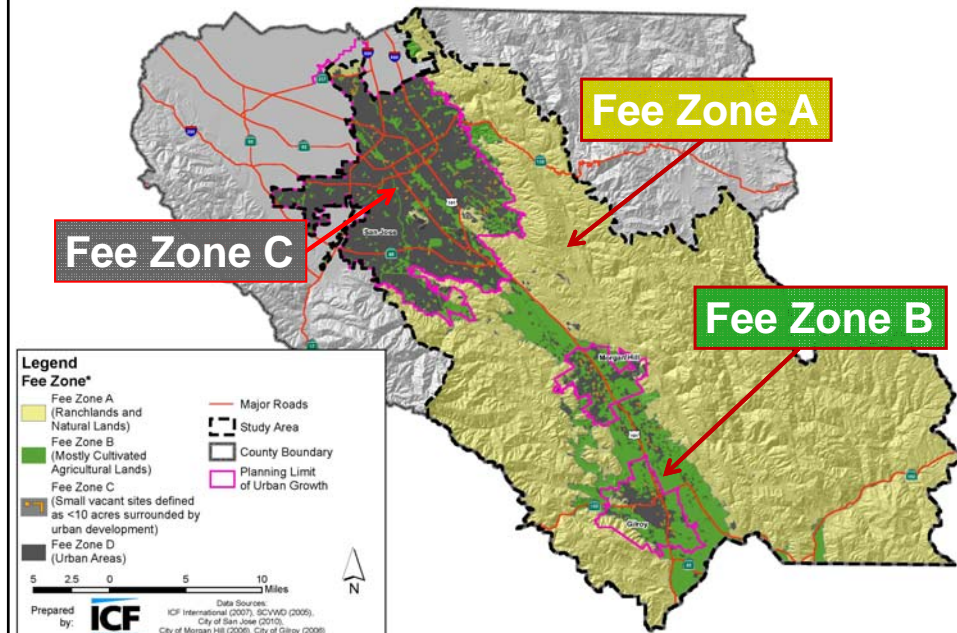 Fee Zone A
Fee Zone C
Fee Zone B
San Jose
Morgan Hill
Gilroy
101
101
Legend
Fee Zone*
Fee Zone A
(Ranchlands and
Natural Lands)
Fee Zone B
(Mostly Cultivated
Agricultural Lands)
Fee Zone C
(Small vacant sites defined
as <10 acres surrounded by
urban development)
Fee Zone D
(Urban Areas)
Major Roads
Study Area
County Boundary
Planning Limit
of Urban Growth
N
5 2.5 0 5 10
Miles
Prepared
by:
ICF
Data Sources:
ICF International (2007), SCVWD (2005),
City of San Jose (2010),
City of Morgan Hill (2006), City of Gilroy (2006)